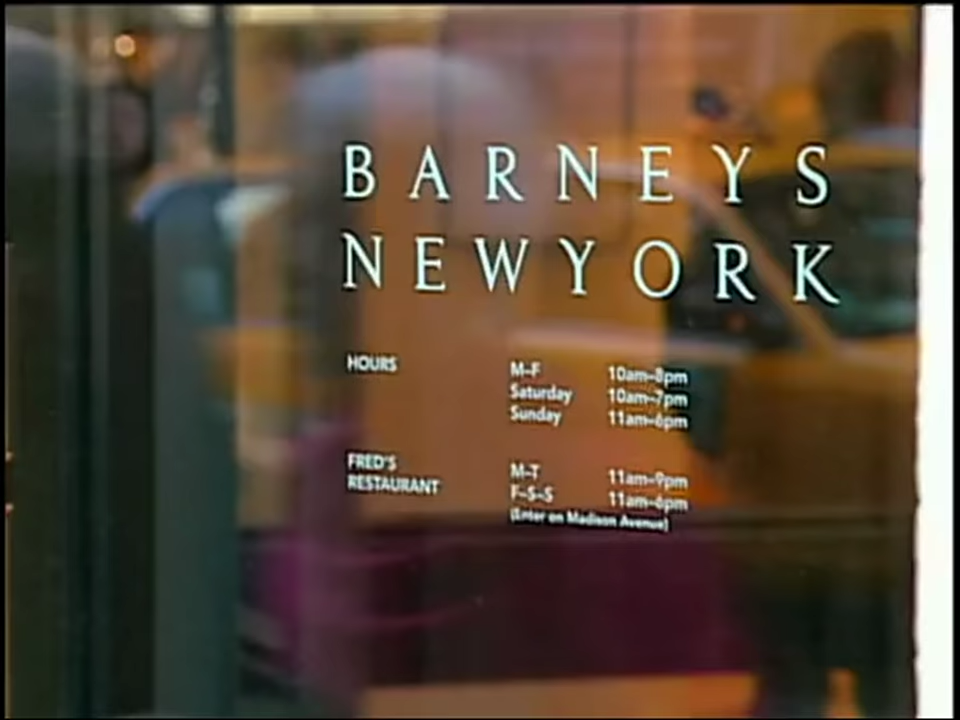 BARNEYS
NEWYORK
HOURS M–F 10am–8pm
Saturday 10am–7pm
Sunday 11am–6pm
FRED'S RESTAURANT M–T 11am–9pm
F–S–S 11am–6pm
(Enter on Madison Avenue)